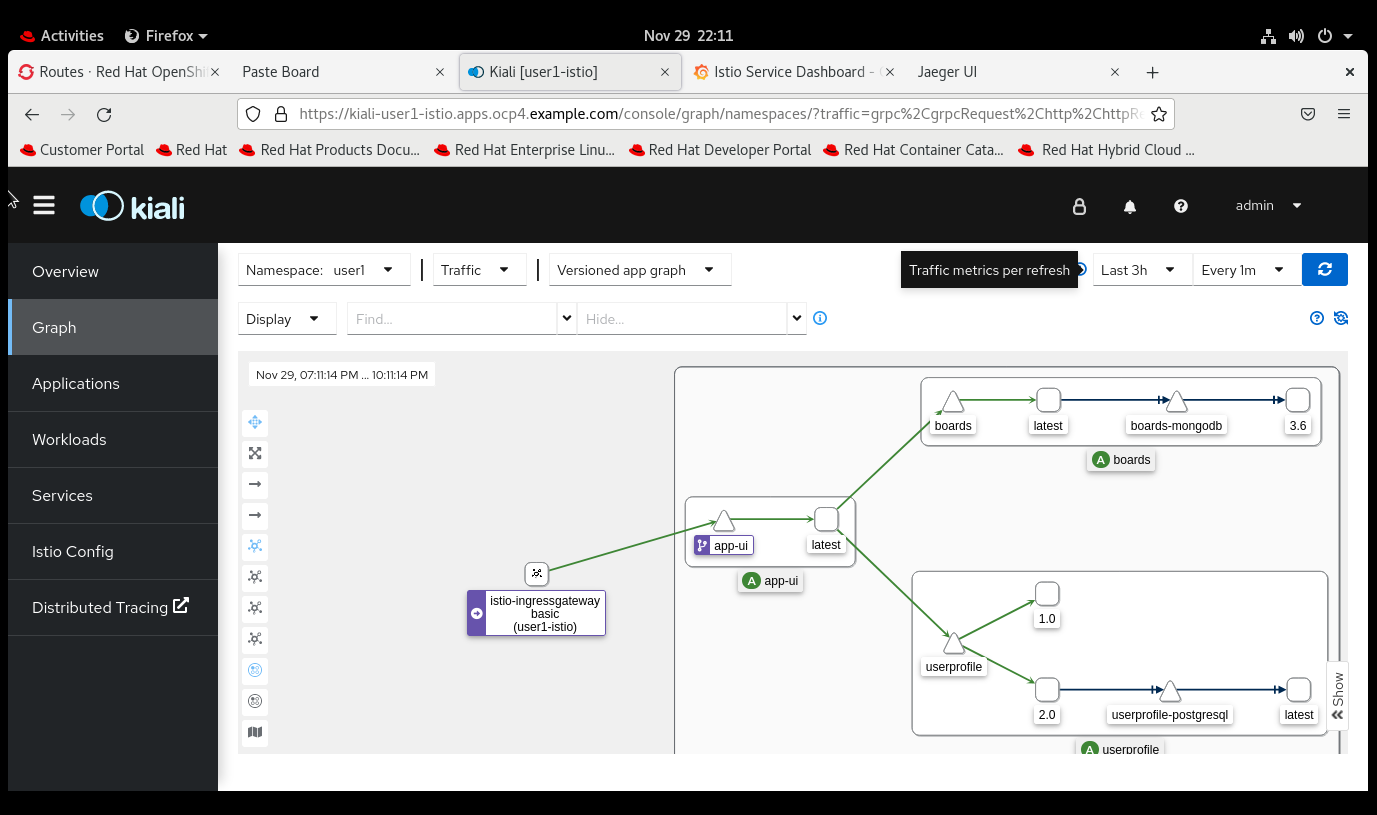 Activities Firefox Nov 29 22:11
Routes · Red Hat OpenShi Paste Board Kiali [user1-istio] Istio Service Dashboard - Jaeger UI
https://kiali-user1-istio.apps.ocp4.example.com/console/graph/namespaces/?traffic=grpc%2CgrpcRequest%2Chttp%2ChttpRe
Customer Portal Red Hat Red Hat Products Docu... Red Hat Enterprise Linu... Red Hat Developer Portal Red Hat Container Cata... Red Hat Hybrid Cloud ...
kiali admin
Overview
Graph
Applications
Workloads
Services
Istio Config
Distributed Tracing
Namespace: user1 Traffic Versioned app graph Traffic metrics per refresh Last 3h Every 1m
Display Find... Hide...
Nov 29, 07:11:14 PM ... 10:11:14 PM
boards latest boards-mongodb 3.6
A boards
app-ui latest
A app-ui
istio-ingressgateway
basic
(user1-istio)
1.0
userprofile
2.0 userprofile-postgresql latest
A userprofile
Show